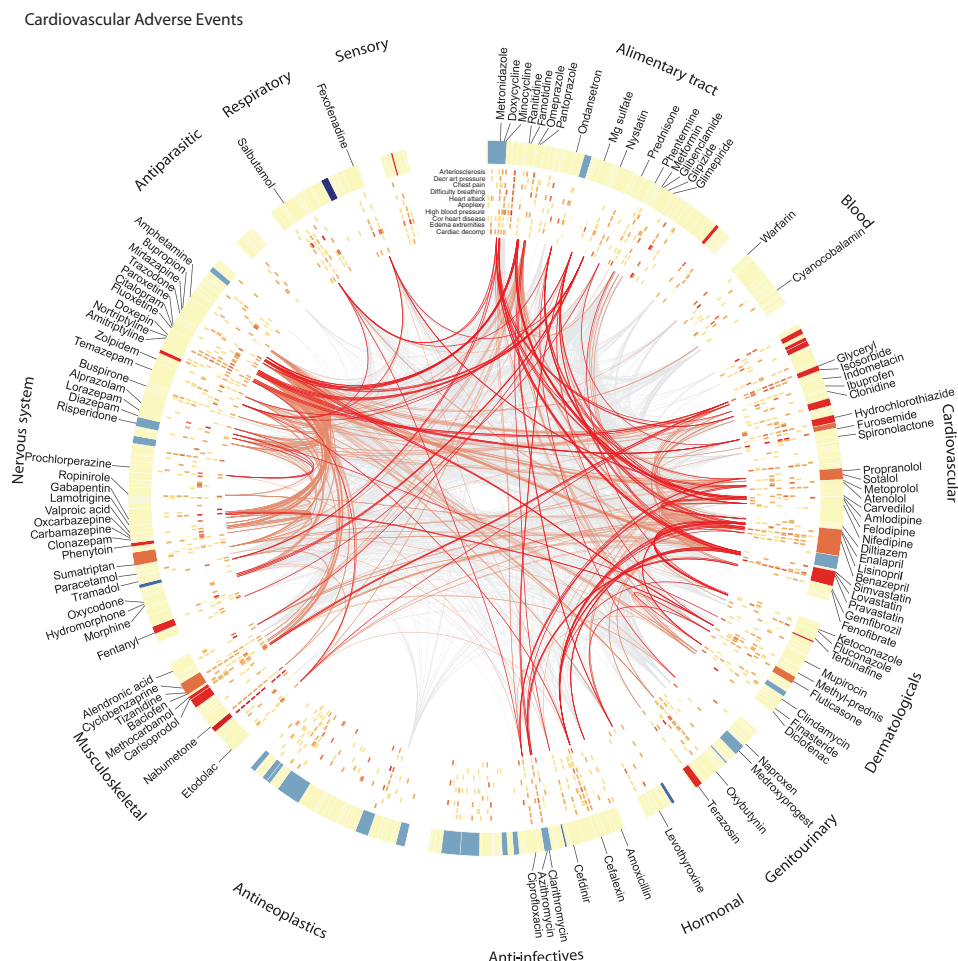 Cardiovascular Adverse Events
Sensory
Respiratory
Antiparasitic
Alimentary tract
Blood
Cardiovascular
Dermatologicals
Genitourinary
Hormonal
Anti-infectives
Antineoplastics
Musculoskeletal
Nervous system
Arteriosclerosis
Decr art pressure
Chest pain
Difficulty breathing
Heart attack
Apoplexy
High blood pressure
Cor heart disease
Edema extremities
Cardiac decomp
Metronidazole
Doxycycline
Minocycline
Ranitidine
Famotidine
Omeprazole
Pantoprazole
Ondansetron
Mg sulfate
Nystatin
Prednisone
Phentermine
Metformin
Glibenclamide
Glipizide
Glimepiride
Warfarin
Cyanocobalamin
Glyceryl
Isosorbide
Indometacin
Ibuprofen
Clonidine
Hydrochlorothiazide
Furosemide
Spironolactone
Propranolol
Sotalol
Metoprolol
Atenolol
Carvedilol
Amlodipine
Felodipine
Nifedipine
Diltiazem
Enalapril
Lisinopril
Benazepril
Simvastatin
Lovastatin
Pravastatin
Gemfibrozil
Fenofibrate
Ketoconazole
Fluconazole
Terbinafine
Mupirocin
Methyl-prednis
Fluticasone
Clindamycin
Finasteride
Diclofenac
Naproxen
Medroxyprogest
Oxybutynin
Terazosin
Levothyroxine
Amoxicillin
Cefalexin
Cefdinir
Clarithromycin
Azithromycin
Ciprofloxacin
Etodolac
Nabumetone
Carisoprodol
Methocarbamol
Baclofen
Tizanidine
Cyclobenzaprine
Alendronic acid
Fentanyl
Morphine
Hydromorphone
Oxycodone
Tramadol
Paracetamol
Sumatriptan
Phenytoin
Clonazepam
Carbamazepine
Oxcarbazepine
Valproic acid
Lamotrigine
Gabapentin
Ropinirole
Prochlorperazine
Risperidone
Diazepam
Lorazepam
Alprazolam
Buspirone
Temazepam
Zolpidem
Amitriptyline
Nortriptyline
Doxepin
Fluoxetine
Citalopram
Paroxetine
Trazodone
Mirtazapine
Bupropion
Amphetamine
Salbutamol
Fexofenadine